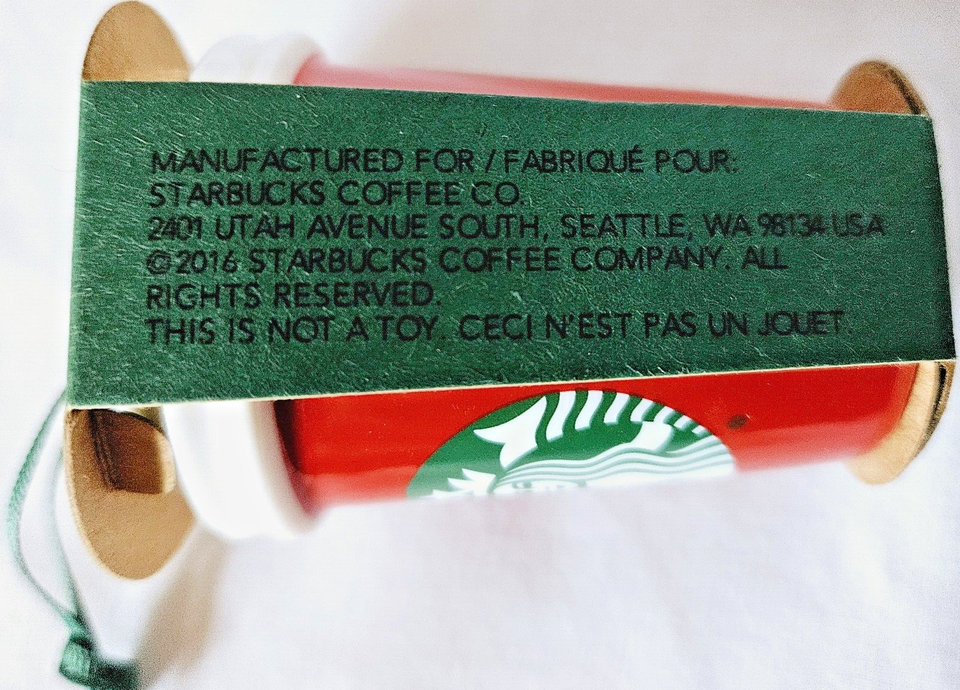 MANUFACTURED FOR / FABRIQUÉ POUR:
STARBUCKS COFFEE CO.
2401 UTAH AVENUE SOUTH, SEATTLE, WA 98134 USA
©2016 STARBUCKS COFFEE COMPANY. ALL
RIGHTS RESERVED.
THIS IS NOT A TOY. CECI N'EST PAS UN JOUET.